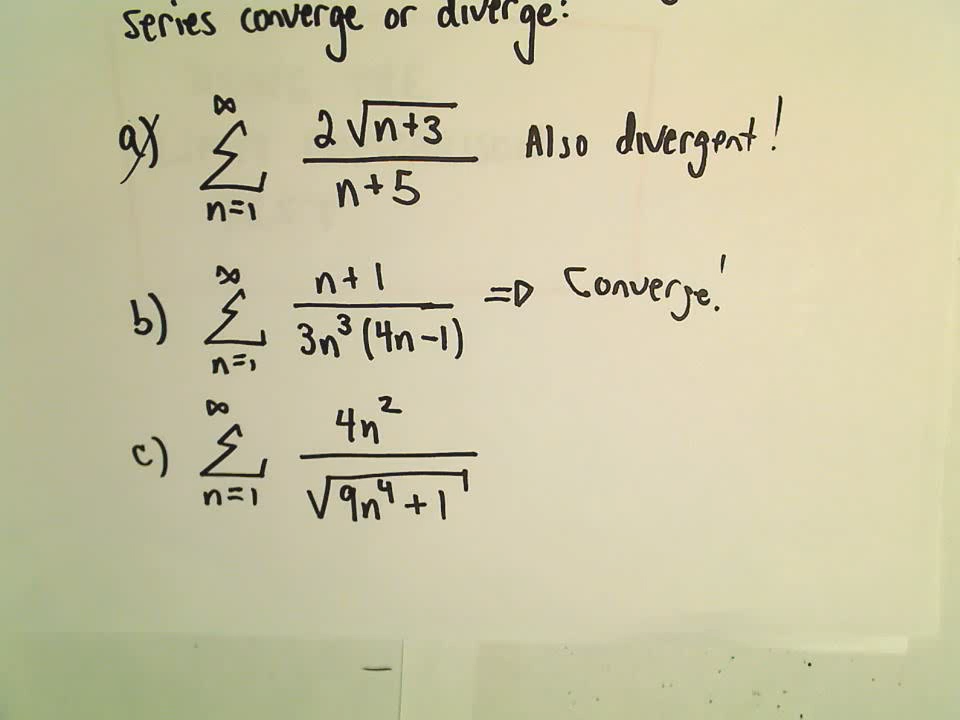 series converge or diverge:
a) ∞ Σ n=1 2√(n+3) / (n+5) Also divergent!
b) ∞ Σ n=1 (n+1) / (3n³(4n-1)) ⇒ Converge!
c) ∞ Σ n=1 4n² / √(9n⁴+1)